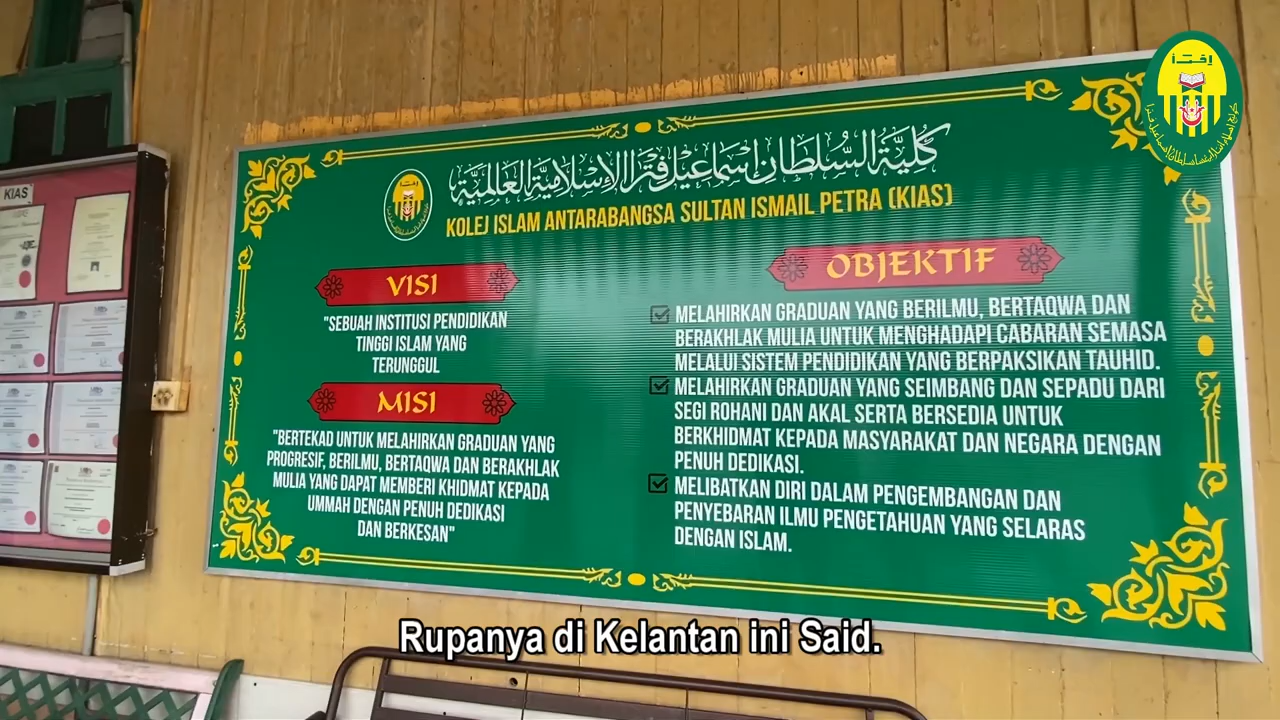 KIAS
كلية السلطان إسماعيل فترا الإسلامية العالمية
KOLEJ ISLAM ANTARABANGSA SULTAN ISMAIL PETRA (KIAS)
VISI
"SEBUAH INSTITUSI PENDIDIKAN
TINGGI ISLAM YANG
TERUNGGUL
MISI
"BERTEKAD UNTUK MELAHIRKAN GRADUAN YANG
PROGRESIF, BERILMU, BERTAQWA DAN BERAKHLAK
MULIA YANG DAPAT MEMBERI KHIDMAT KEPADA
UMMAH DENGAN PENUH DEDIKASI
DAN BERKESAN"
OBJEKTIF
MELAHIRKAN GRADUAN YANG BERILMU, BERTAQWA DAN
BERAKHLAK MULIA UNTUK MENGHADAPI CABARAN SEMASA
MELALUI SISTEM PENDIDIKAN YANG BERPAKSIKAN TAUHID.
MELAHIRKAN GRADUAN YANG SEIMBANG DAN SEPADU DARI
SEGI ROHANI DAN AKAL SERTA BERSEDIA UNTUK
BERKHIDMAT KEPADA MASYARAKAT DAN NEGARA DENGAN
PENUH DEDIKASI.
MELIBATKAN DIRI DALAM PENGEMBANGAN DAN
PENYEBARAN ILMU PENGETAHUAN YANG SELARAS
DENGAN ISLAM.
Rupanya di Kelantan ini Said.